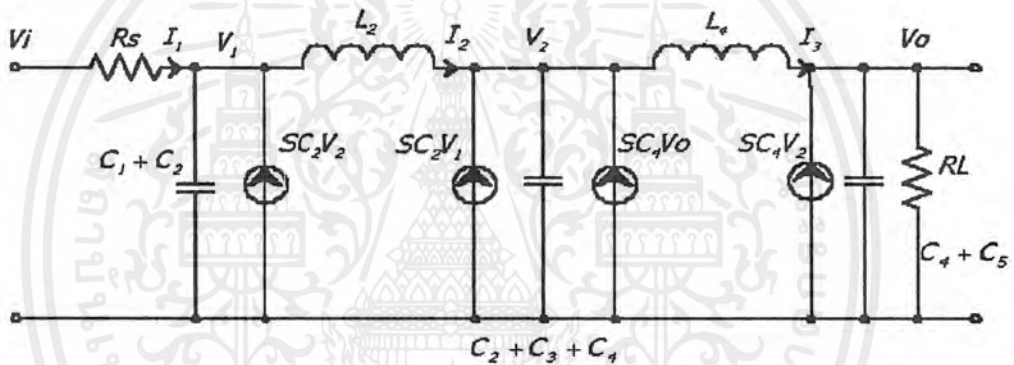 Vi Rs I₁ V₁ L₂ I₂ V₂ L₄ I₃ Vo
C₁ + C₂ SC₂V₂ SC₂V₁ SC₄Vo SC₄V₂ RL
C₄ + C₅
C₂ + C₃ + C₄